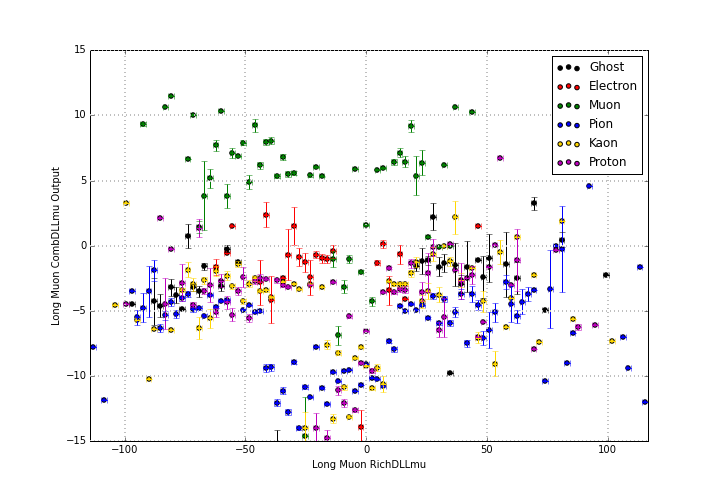 15
10
5
0
−5
−10
−15
Long Muon CombDLLmu Output
Ghost
Electron
Muon
Pion
Kaon
Proton
−100
−50
0
50
100
Long Muon RichDLLmu